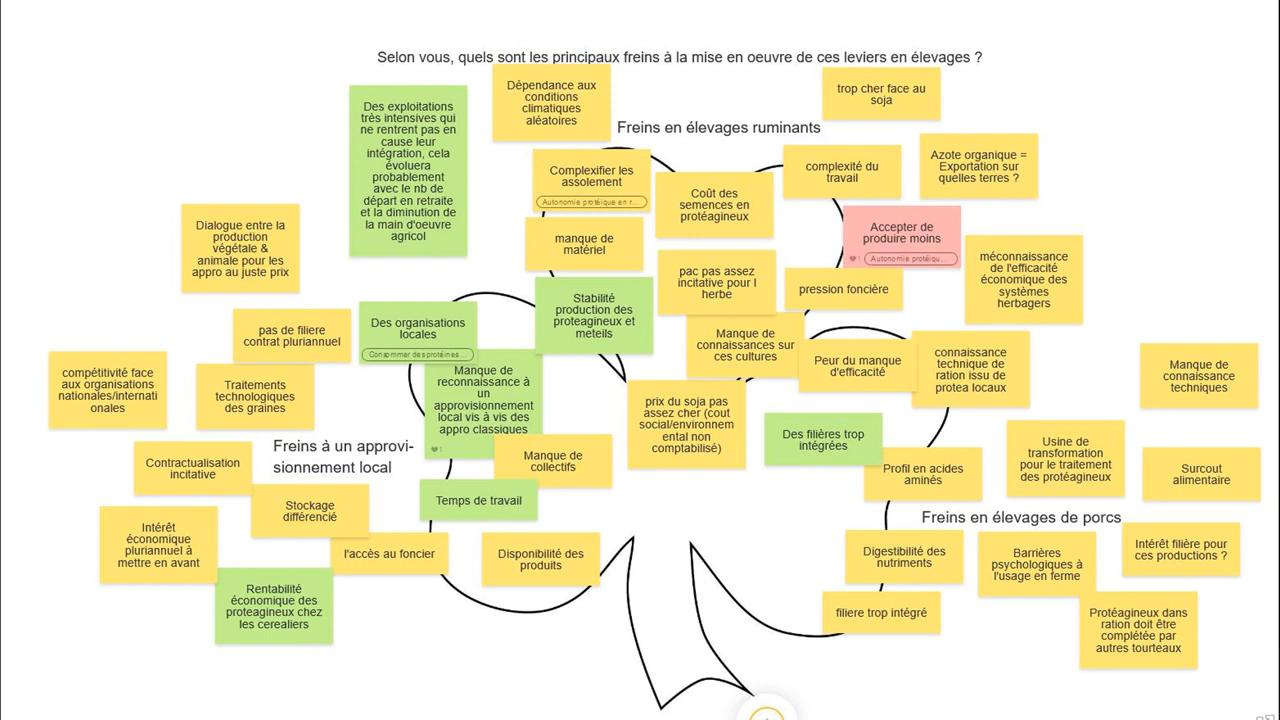 Selon vous, quels sont les principaux freins à la mise en oeuvre de ces leviers en élevages ?
Dépendance aux
conditions
climatiques
aléatoires
trop cher face au
soja
Des exploitations
très intensives qui
ne rentrent pas en
cause leur
intégration, cela
évoluera
probablement
avec le nb de
départ en retraite
et la diminution de
la main d'oeuvre
agricol
Freins en élevages ruminants
Complexifier les
assolement
Autonomie protéique en r...
Coût des
semences en
protéagineux
complexité du
travail
Azote organique =
Exportation sur
quelles terres ?
Accepter de
produire moins
1
Autonomie protéiqu...
Dialogue entre la
production
végétale &
animale pour les
appro au juste prix
manque de
matériel
pac pas assez
incitative pour l
herbe
pression foncière
méconnaissance
de l'efficacité
économique des
systèmes
herbagers
Stabilité
production des
proteagineux et
meteils
Des organisations
locales
Consommer des protéines ...
pas de filiere
contrat pluriannuel
Manque de
connaissances sur
ces cultures
Peur du manque
d'efficacité
connaissance
technique de
ration issu de
protea locaux
Manque de
connaissance
techniques
compétitivité face
aux organisations
nationales/internati
onales
Traitements
technologiques
des graines
Manque de
reconnaissance à
un
approvisionnement
local vis à vis des
appro classiques
1
prix du soja pas
assez cher (cout
social/environnem
ental non
comptabilisé)
Des filières trop
intégrées
Freins à un approvi-
sionnement local
Contractualisation
incitative
Manque de
collectifs
Profil en acides
aminés
Usine de
transformation
pour le traitement
des protéagineux
Surcout
alimentaire
Temps de travail
Stockage
différencié
Freins en élevages de porcs
Intérêt
économique
pluriannuel à
mettre en avant
l'accès au foncier
Disponibilité des
produits
Digestibilité des
nutriments
Barrières
psychologiques à
l'usage en ferme
Intérêt filière pour
ces productions ?
Rentabilité
économique des
proteagineux chez
les cerealiers
filiere trop intégré
Protéagineux dans
ration doit être
complétée par
autres tourteaux